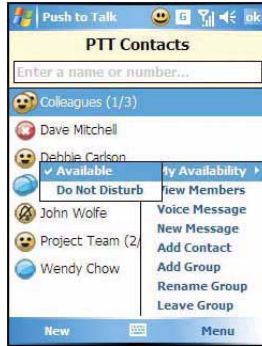 Push to Talk G ok
PTT Contacts
Enter a name or number...
Colleagues (1/3)
Dave Mitchell
Debbie Carlson
✓ Available
Do Not Disturb
My Availability
View Members
Voice Message
New Message
Add Contact
Add Group
Rename Group
Leave Group
John Wolfe
Project Team (2/
Wendy Chow
New
Menu